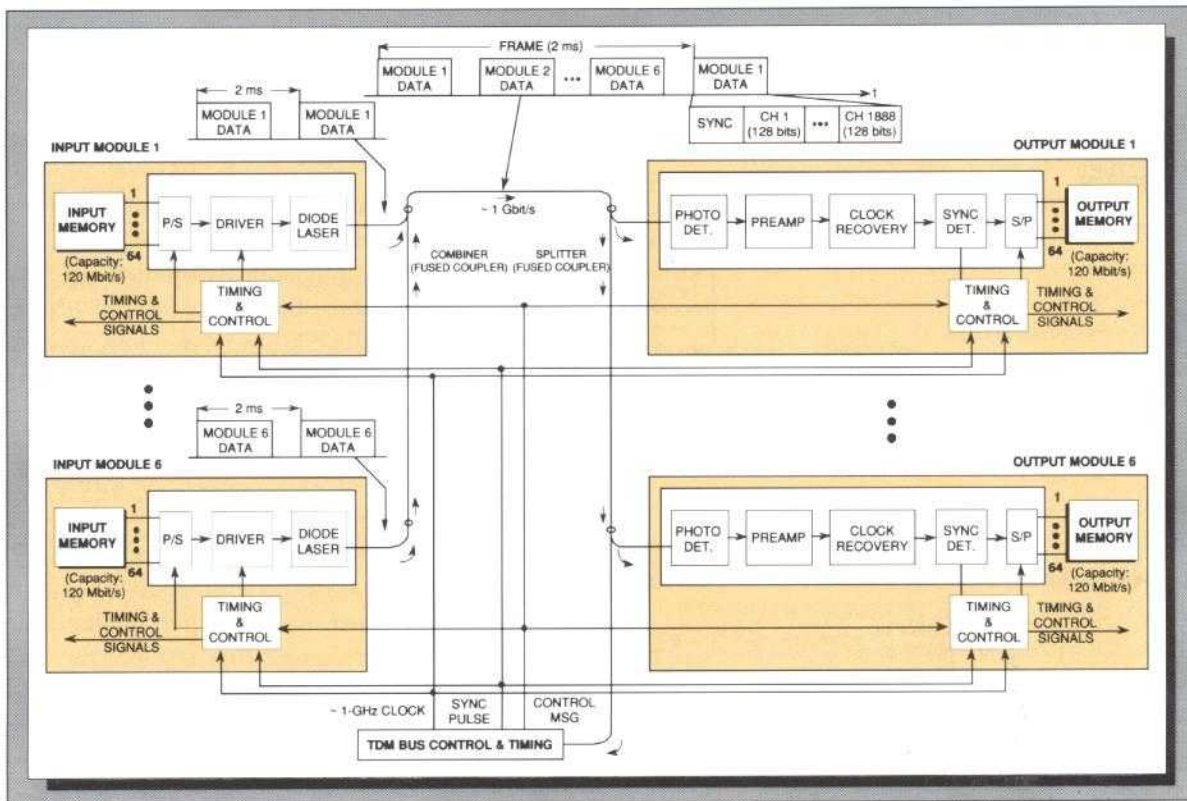 FRAME (2 ms)
MODULE 1
DATA
MODULE 2
DATA
•••
MODULE 6
DATA
MODULE 1
DATA
t
SYNC
CH 1
(128 bits)
•••
CH 1888
(128 bits)
2 ms
MODULE 1
DATA
MODULE 1
DATA
INPUT MODULE 1
INPUT
MEMORY
1
64
(Capacity:
120 Mbit/s)
P/S
DRIVER
DIODE
LASER
TIMING &
CONTROL
SIGNALS
TIMING
&
CONTROL
~ 1 Gbit/s
COMBINER
(FUSED COUPLER)
SPLITTER
(FUSED COUPLER)
OUTPUT MODULE 1
PHOTO
DET.
PREAMP
CLOCK
RECOVERY
SYNC
DET.
S/P
1
64
OUTPUT
MEMORY
(Capacity:
120 Mbit/s)
TIMING
&
CONTROL
TIMING &
CONTROL
SIGNALS
2 ms
MODULE 6
DATA
MODULE 6
DATA
INPUT MODULE 6
INPUT
MEMORY
1
64
(Capacity:
120 Mbit/s)
P/S
DRIVER
DIODE
LASER
TIMING &
CONTROL
SIGNALS
TIMING
&
CONTROL
OUTPUT MODULE 6
PHOTO
DET.
PREAMP
CLOCK
RECOVERY
SYNC
DET.
S/P
1
64
OUTPUT
MEMORY
(Capacity:
120 Mbit/s)
TIMING
&
CONTROL
TIMING &
CONTROL
SIGNALS
~ 1-GHz CLOCK
SYNC
PULSE
CONTROL
MSG
TDM BUS CONTROL & TIMING